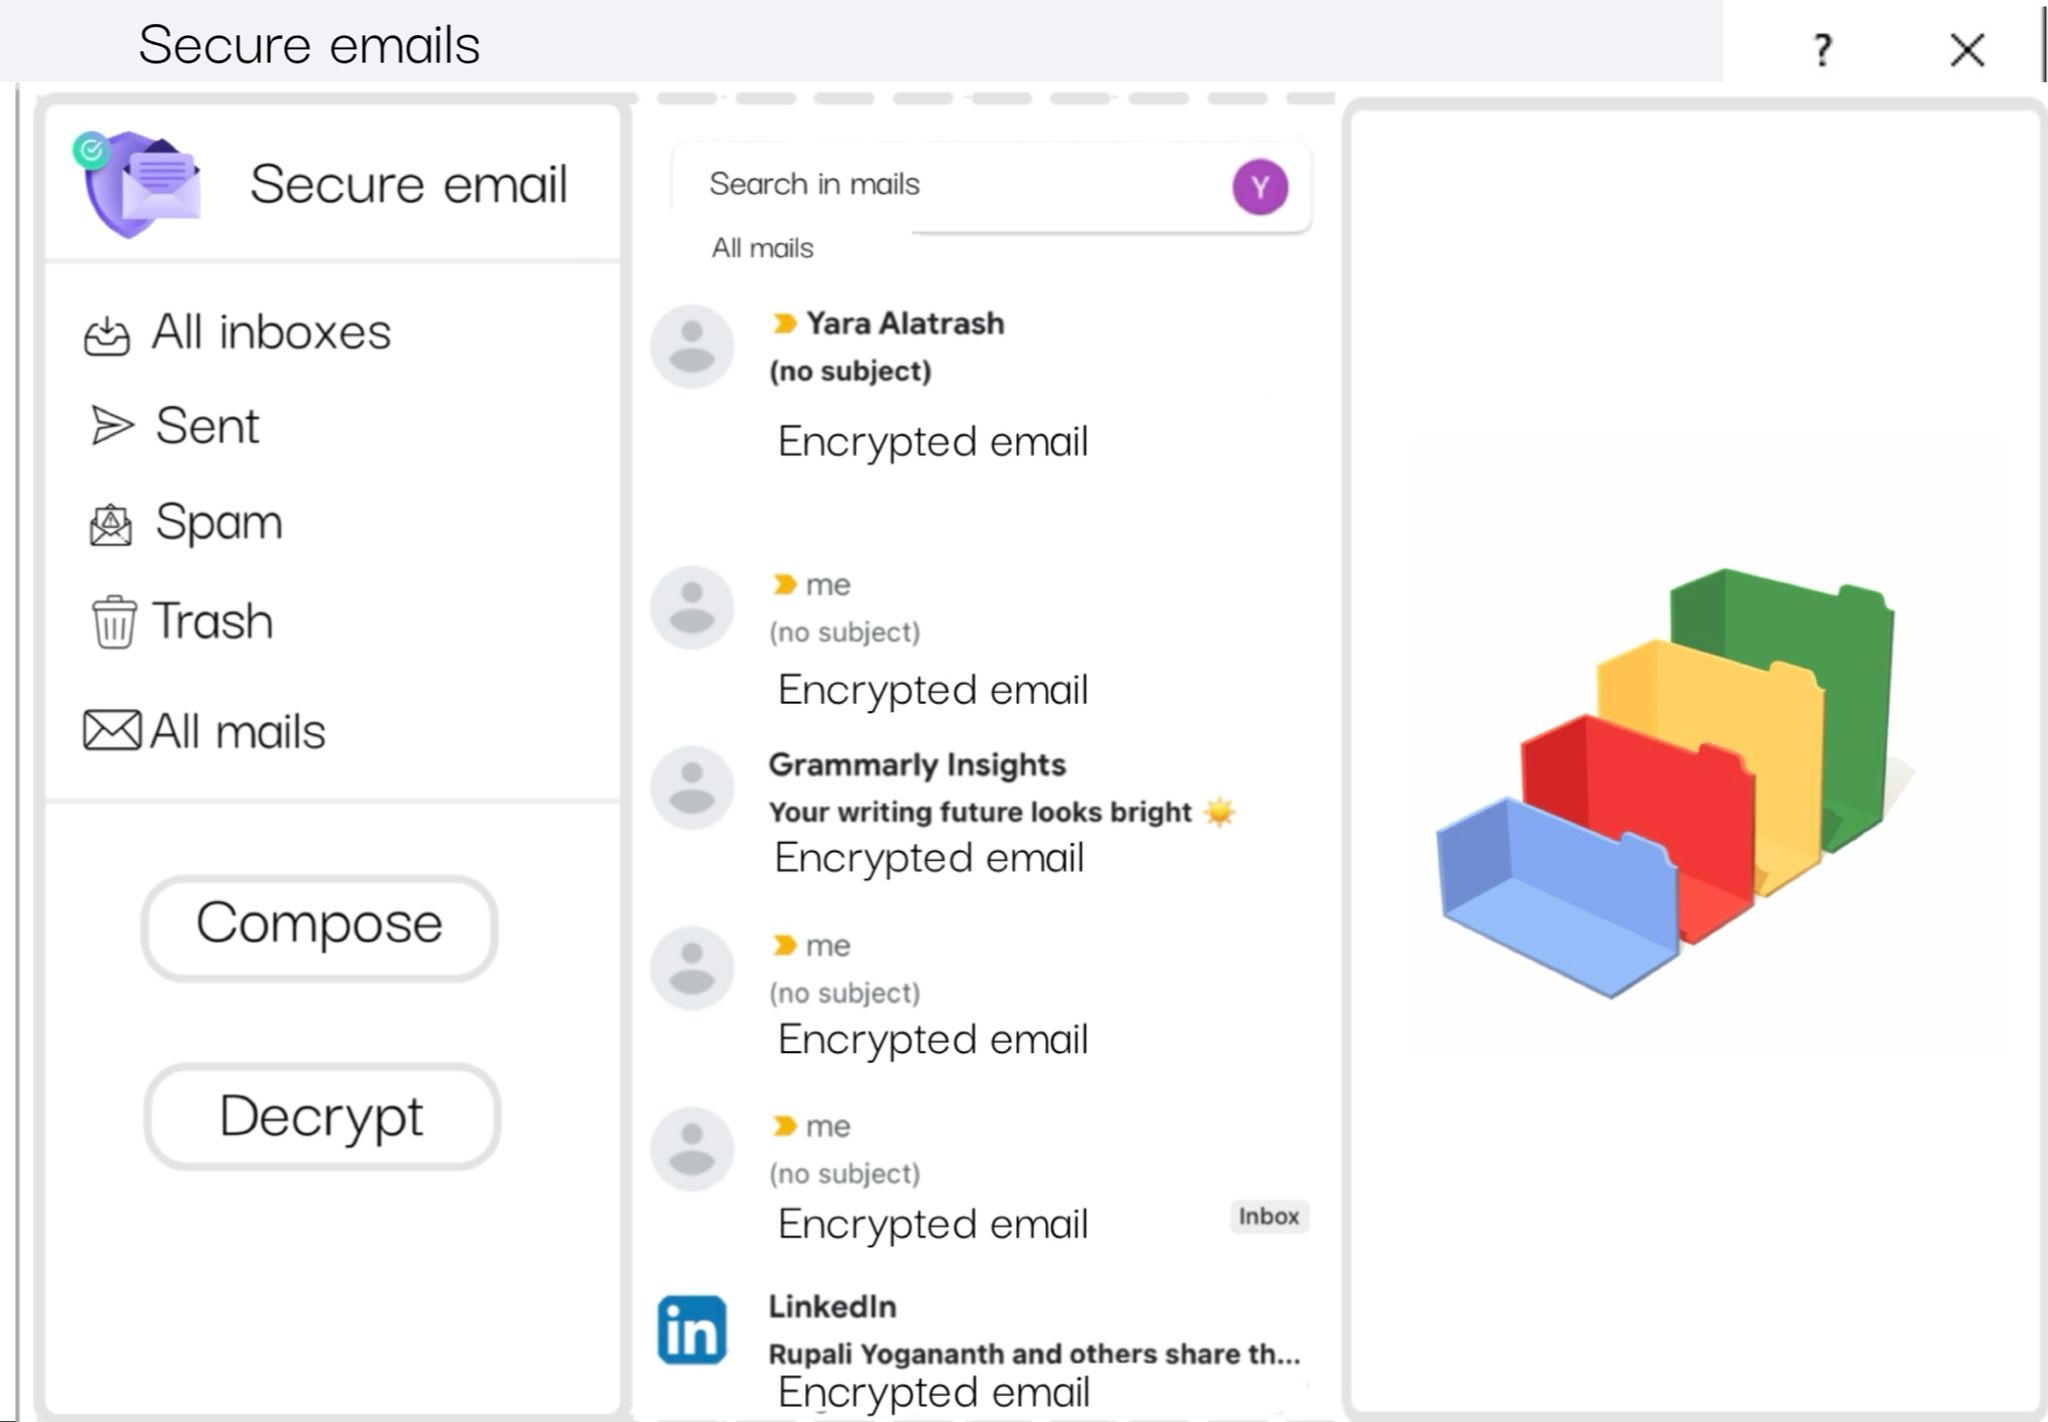 Secure emails
?
Secure email
All inboxes
Sent
Spam
Trash
All mails
Compose
Decrypt
Search in mails
Y
All mails
Yara Alatrash
(no subject)
Encrypted email
me
(no subject)
Encrypted email
Grammarly Insights
Your writing future looks bright ☀️
Encrypted email
me
(no subject)
Encrypted email
me
(no subject)
Encrypted email
Inbox
in
LinkedIn
Rupali Yogananth and others share th...
Encrypted email